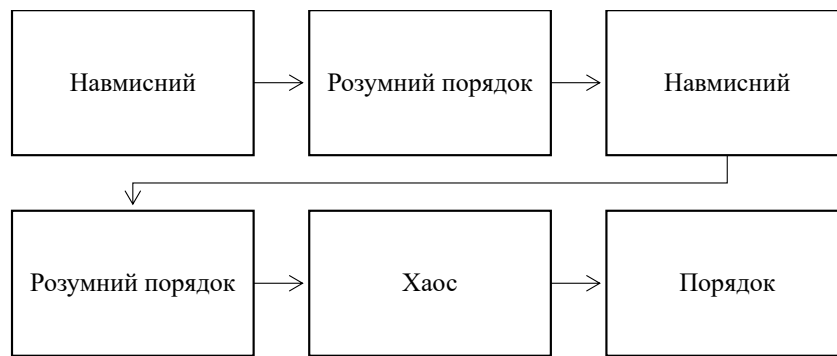 Навмисний
Розумний порядок
Навмисний
Розумний порядок
Хаос
Порядок